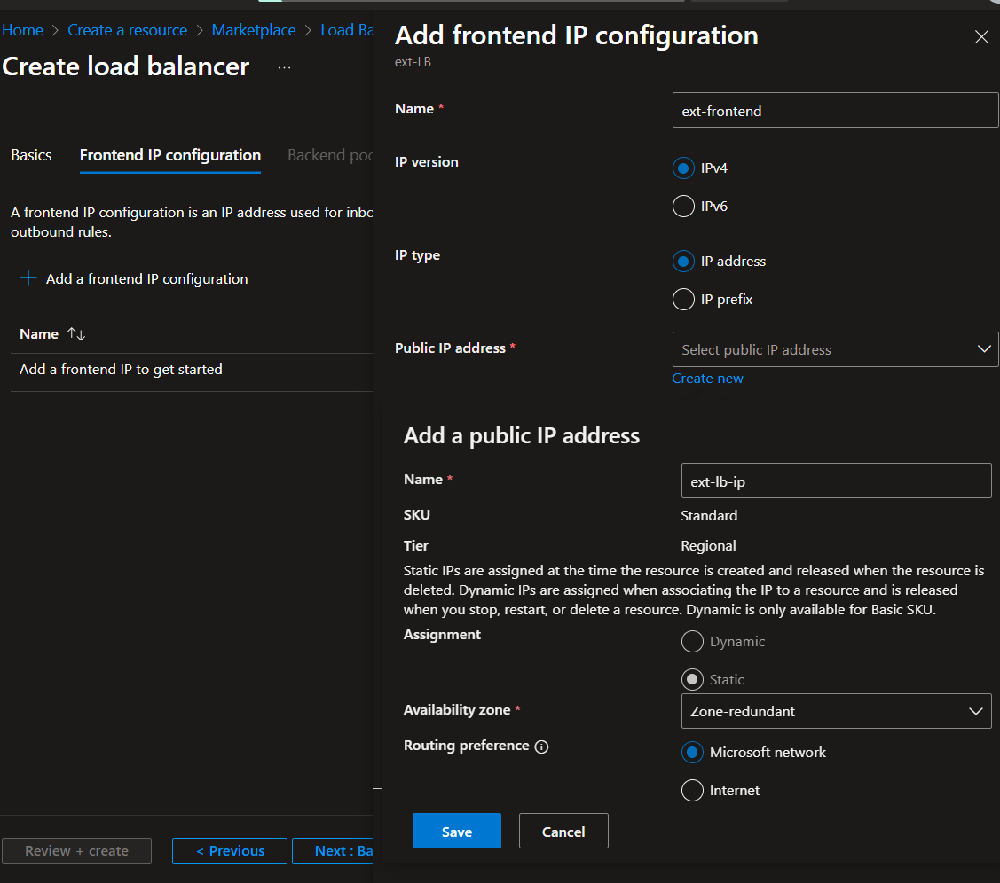 Home > Create a resource > Marketplace > Load Ba
Create load balancer ...
Basics Frontend IP configuration Backend poo
A frontend IP configuration is an IP address used for inbo
outbound rules.
+ Add a frontend IP configuration
Name ↑↓
Add a frontend IP to get started
Review + create < Previous Next : Ba
Add frontend IP configuration
ext-LB
Name * ext-frontend
IP version IPv4
IPv6
IP type IP address
IP prefix
Public IP address * Select public IP address
Create new
Add a public IP address
Name * ext-lb-ip
SKU Standard
Tier Regional
Static IPs are assigned at the time the resource is created and released when the resource is
deleted. Dynamic IPs are assigned when associating the IP to a resource and is released
when you stop, restart, or delete a resource. Dynamic is only available for Basic SKU.
Assignment Dynamic
Static
Availability zone * Zone-redundant
Routing preference Microsoft network
Internet
Save Cancel